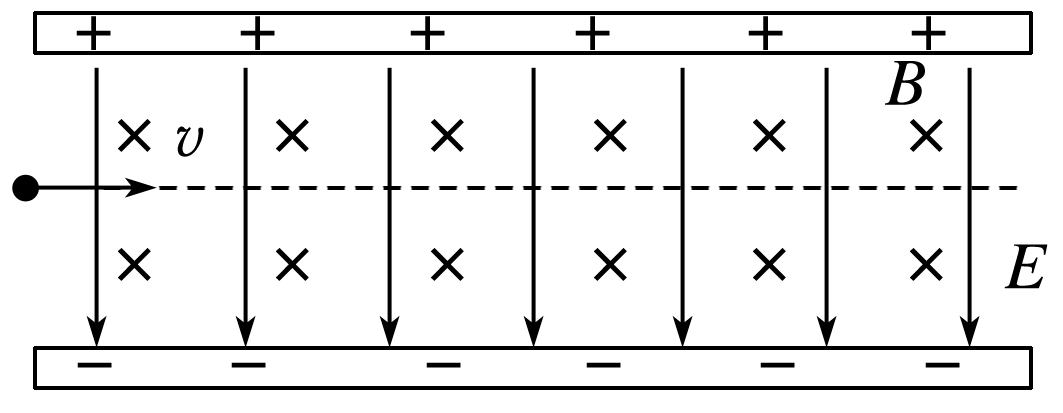 + + + + + +
B
× v × × × × ×
× × × × × ×
E
− − − − − −